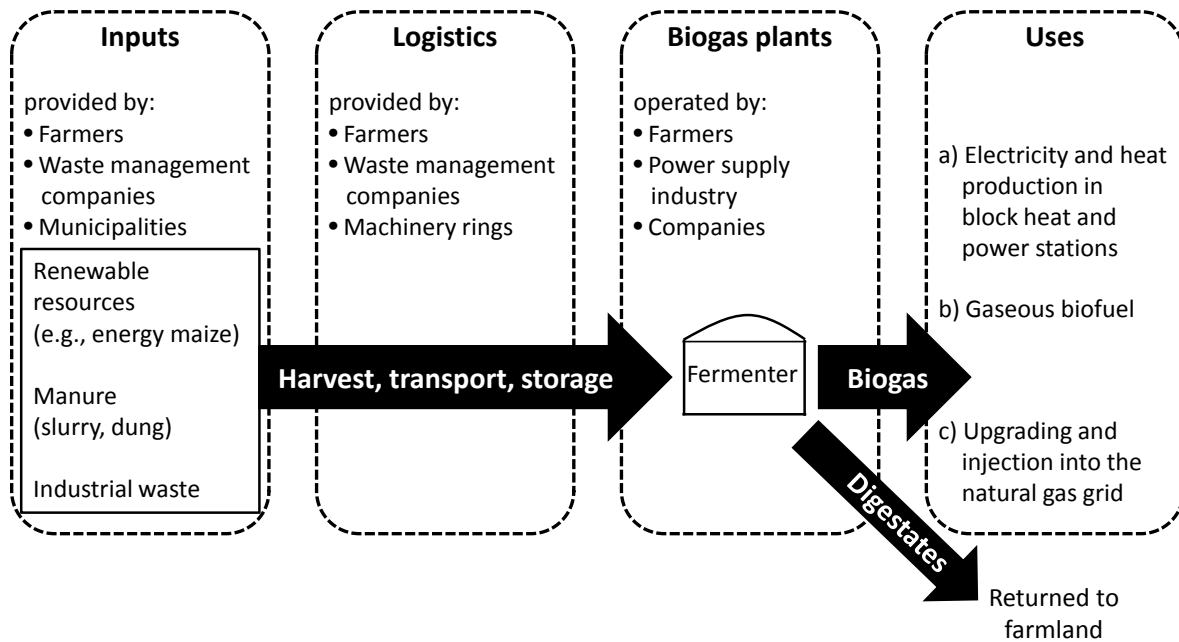 Inputs
provided by:
• Farmers
• Waste management
companies
• Municipalities
Renewable
resources
(e.g., energy maize)
Manure
(slurry, dung)
Industrial waste
Logistics
provided by:
• Farmers
• Waste management
companies
• Machinery rings
Harvest, transport, storage
Biogas plants
operated by:
• Farmers
• Power supply
industry
• Companies
Fermenter
Biogas
Digestates
Uses
a) Electricity and heat
production in
block heat and
power stations
b) Gaseous biofuel
c) Upgrading and
injection into the
natural gas grid
Returned to
farmland